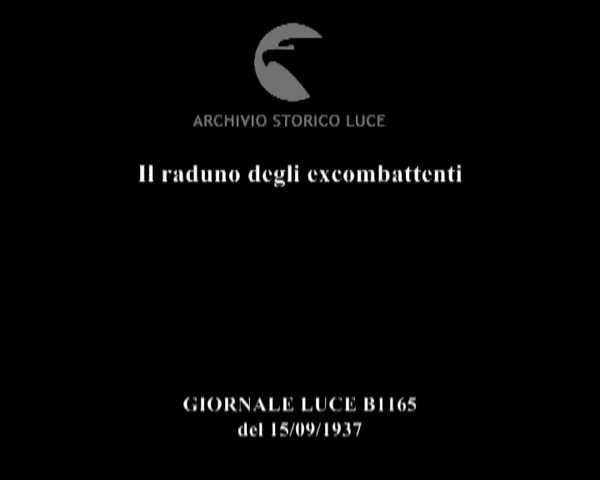 ARCHIVIO STORICO LUCE
Il raduno degli excombattenti
GIORNALE LUCE B1165
del 15/09/1937